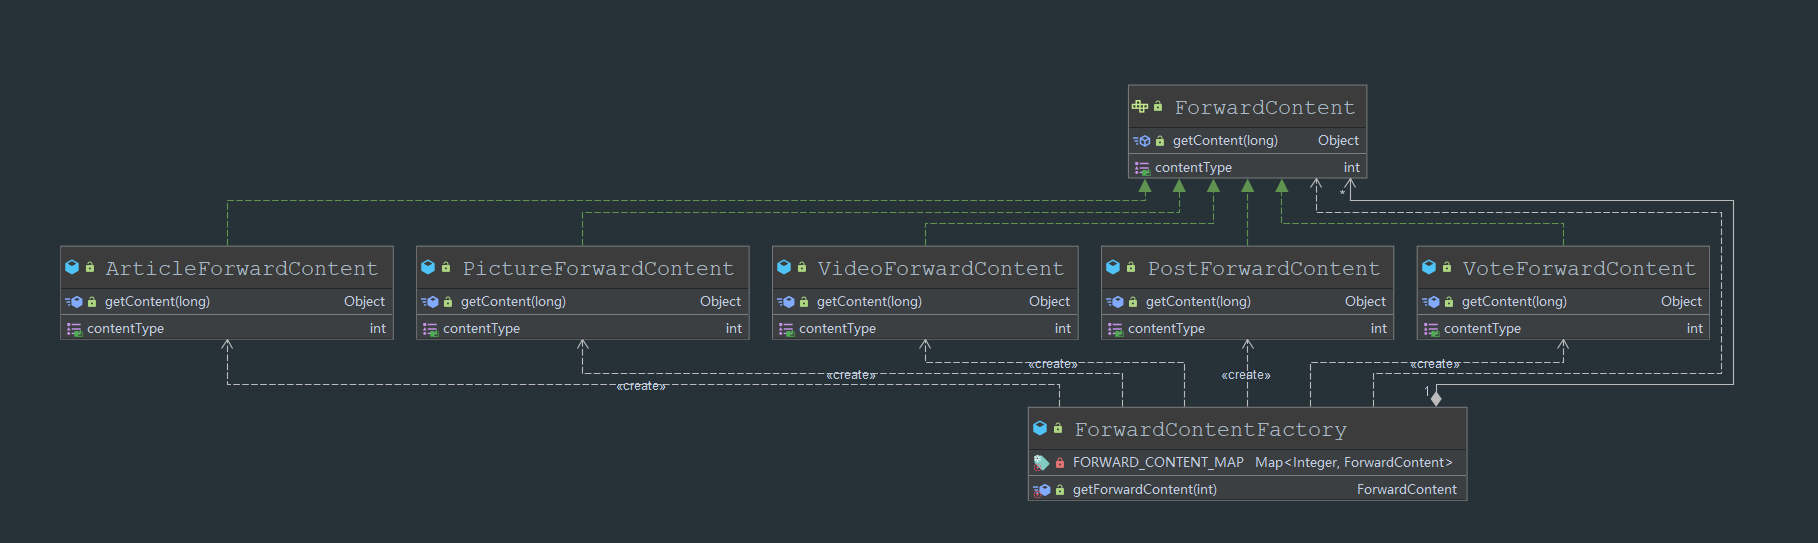 ForwardContent
getContent(long) Object
contentType int
*
ArticleForwardContent
getContent(long) Object
contentType int
PictureForwardContent
getContent(long) Object
contentType int
VideoForwardContent
getContent(long) Object
contentType int
PostForwardContent
getContent(long) Object
contentType int
VoteForwardContent
getContent(long) Object
contentType int
«create»
«create»
«create»
«create»
«create»
1
ForwardContentFactory
FORWARD_CONTENT_MAP Map<Integer, ForwardContent>
getForwardContent(int) ForwardContent